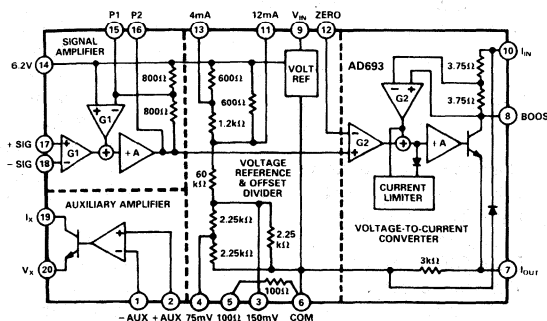 P1 P2 4mA 12mA VIN ZERO
15 16 13 11 9 12
SIGNAL
AMPLIFIER
6.2V 14
800Ω
800Ω
600Ω
600Ω
1.2kΩ
VOLT
REF
AD693
3.75Ω
3.75Ω
10 IIN
8 BOOS
+ -
G1
- +
G2
+ SIG 17
- SIG 18
+
-
G1
+
+A
-
+
G2
+
+A
CURRENT
LIMITER
60
kΩ
VOLTAGE
REFERENCE
& OFFSET
DIVIDER
AUXILIARY AMPLIFIER
IX 19
VX 20
+
-
2.25kΩ
2.25kΩ
2.25
kΩ
100Ω
VOLTAGE-TO-CURRENT
CONVERTER
3kΩ
7 IOUT
1 2 4 5 3 6
- AUX + AUX 75mV 100Ω 150mV COM